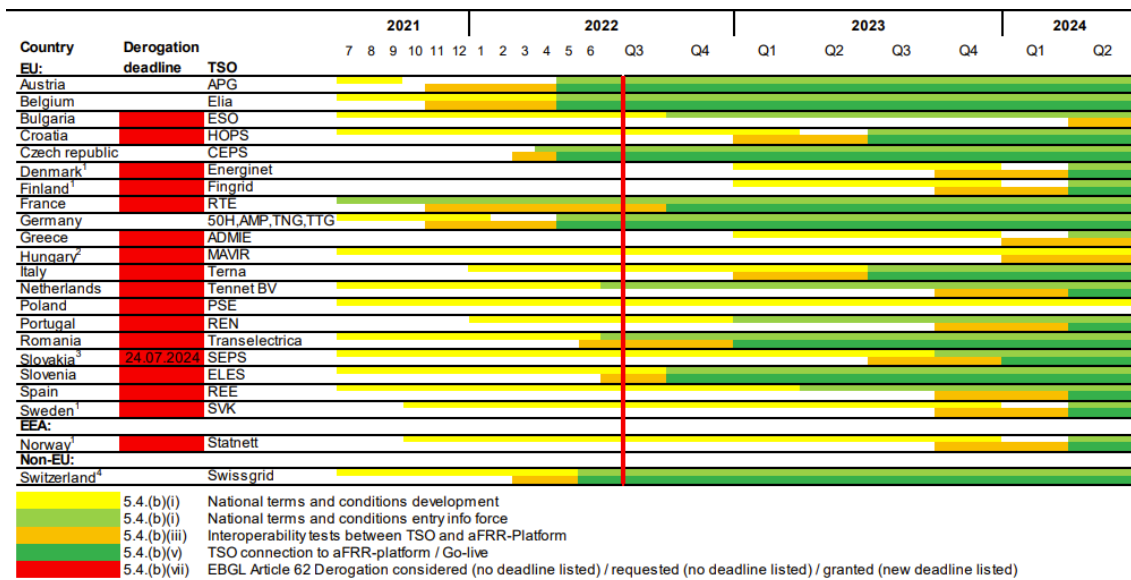 2021 2022 2023 2024
Country Derogation deadline TSO 7 8 9 10 11 12 1 2 3 4 5 6 Q3 Q4 Q1 Q2 Q3 Q4 Q1 Q2
EU:
Austria APG
Belgium Elia
Bulgaria ESO
Croatia HOPS
Czech republic CEPS
Denmark¹ Energinet
Finland¹ Fingrid
France RTE
Germany 50H,AMP,TNG,TTG
Greece ADMIE
Hungary² MAVIR
Italy Terna
Netherlands Tennet BV
Poland PSE
Portugal REN
Romania Transelectrica
Slovakia³ 24.07.2024 SEPS
Slovenia ELES
Spain REE
Sweden¹ SVK
EEA:
Norway¹ Statnett
Non-EU:
Switzerland⁴ Swissgrid
5.4.(b)(i) National terms and conditions development
5.4.(b)(i) National terms and conditions entry info force
5.4.(b)(iii) Interoperability tests between TSO and aFRR-Platform
5.4.(b)(v) TSO connection to aFRR-platform / Go-live
5.4.(b)(vii) EBGL Article 62 Derogation considered (no deadline listed) / requested (no deadline listed) / granted (new deadline listed)